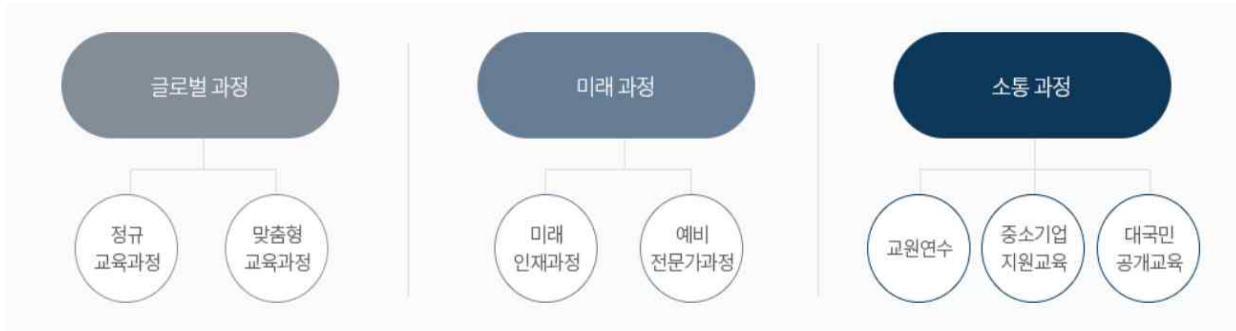 글로벌 과정
정규
교육과정
맞춤형
교육과정
미래 과정
미래
인재과정
예비
전문가과정
소통 과정
교원연수
중소기업
지원교육
대국민
공개교육